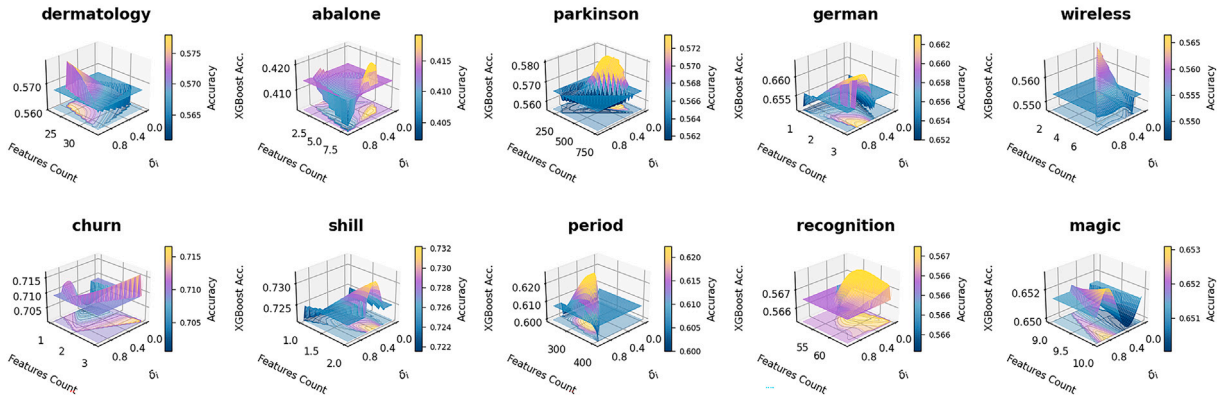 dermatology
0.570
0.560
25
30
0.8
0.4
0.0
Features Count
δᵢ
0.575
0.570
0.565
Accuracy
XGBoost Acc.
abalone
0.420
0.410
2.5
5.0
7.5
0.8
0.4
0.0
Features Count
δᵢ
0.415
0.410
0.405
Accuracy
XGBoost Acc.
parkinson
0.580
0.570
0.560
250
500
750
0.8
0.4
0.0
Features Count
δᵢ
0.572
0.570
0.568
0.566
0.564
0.562
Accuracy
XGBoost Acc.
german
0.660
0.655
1
2
3
0.8
0.4
0.0
Features Count
δᵢ
0.662
0.660
0.658
0.656
0.654
0.652
Accuracy
XGBoost Acc.
wireless
0.560
0.550
2
4
6
0.8
0.4
0.0
Features Count
δᵢ
0.565
0.560
0.555
0.550
Accuracy
churn
0.715
0.710
0.705
1
2
3
0.8
0.4
0.0
Features Count
δᵢ
0.715
0.710
0.705
Accuracy
XGBoost Acc.
shill
0.730
0.725
1.0
1.5
2.0
0.8
0.4
0.0
Features Count
δᵢ
0.732
0.730
0.728
0.726
0.724
0.722
Accuracy
XGBoost Acc.
period
0.620
0.610
0.600
300
400
0.8
0.4
0.0
Features Count
δᵢ
0.620
0.615
0.610
0.605
0.600
Accuracy
XGBoost Acc.
recognition
0.567
0.566
55
60
0.8
0.4
0.0
Features Count
δᵢ
0.567
0.567
0.566
0.566
0.566
Accuracy
XGBoost Acc.
magic
0.652
0.650
9.0
9.5
10.0
0.8
0.4
0.0
Features Count
δᵢ
0.653
0.652
0.651
Accuracy